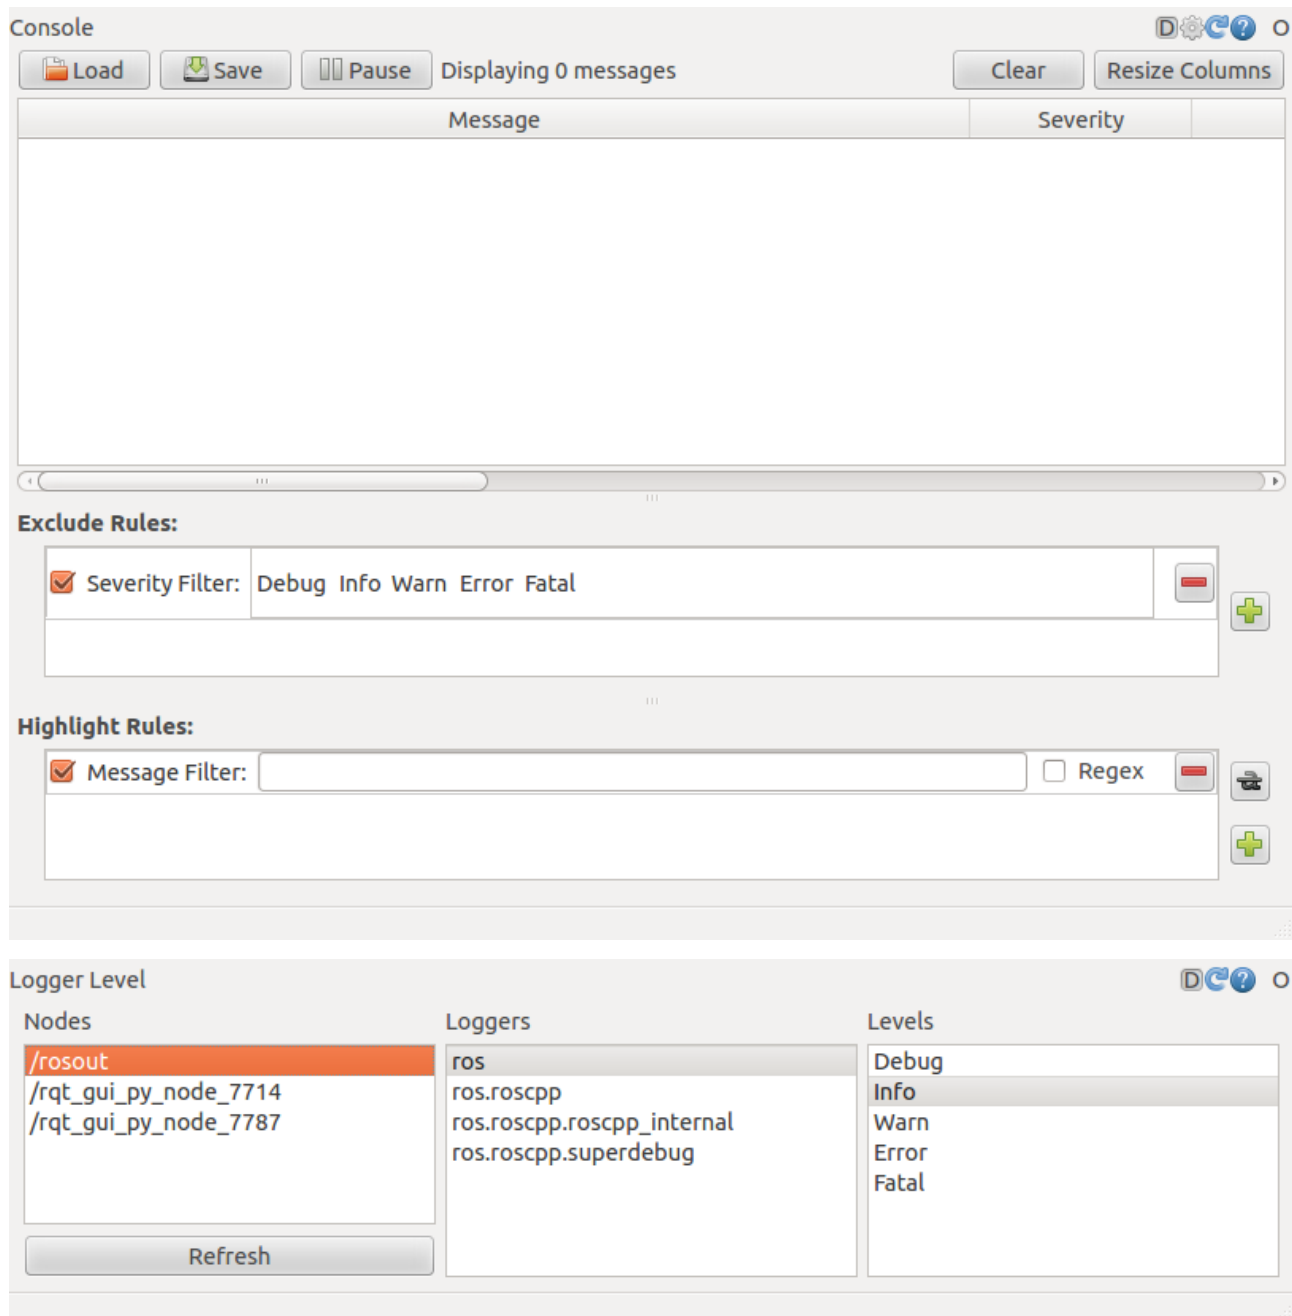 Console D ? O
Load Save Pause Displaying 0 messages Clear Resize Columns
Message Severity
Exclude Rules:
Severity Filter: Debug Info Warn Error Fatal
Highlight Rules:
Message Filter: Regex
Logger Level D ? O
Nodes Loggers Levels
/rosout ros Debug
/rqt_gui_py_node_7714 ros.roscpp Info
/rqt_gui_py_node_7787 ros.roscpp.roscpp_internal Warn
ros.roscpp.superdebug Error
Fatal
Refresh